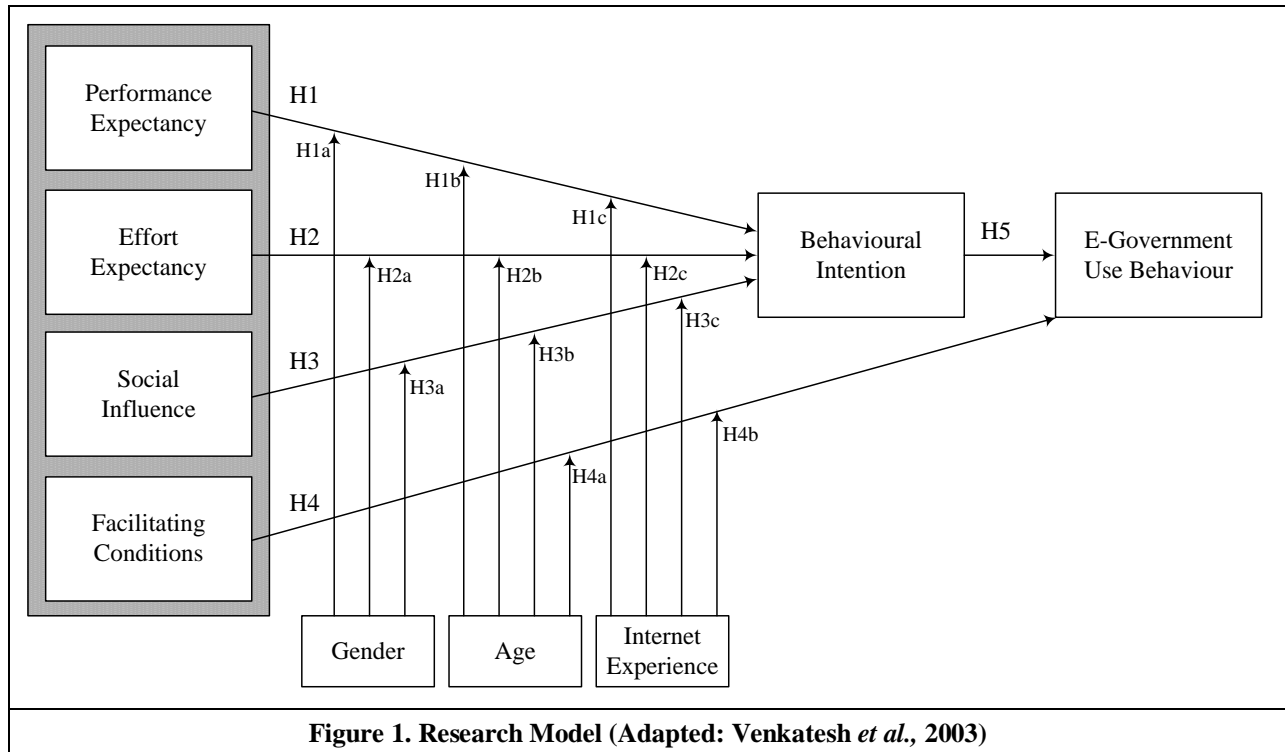 Performance
Expectancy
H1
H1a
H1b
H1c
Effort
Expectancy
H2
H2a
H2b
H2c
Behavioural
Intention
H5
E-Government
Use Behaviour
Social
Influence
H3
H3a
H3b
H3c
Facilitating
Conditions
H4
H4a
H4b
Gender
Age
Internet
Experience
Figure 1. Research Model (Adapted: Venkatesh et al., 2003)